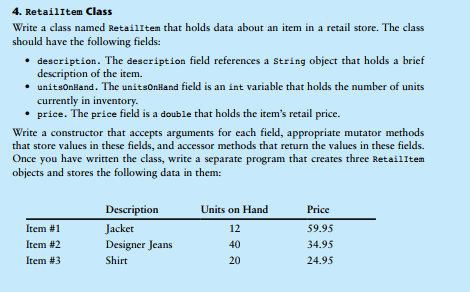 4. RetailItem Class
Write a class named RetailItem that holds data about an item in a retail store. The class
should have the following fields:
• description. The description field references a String object that holds a brief
description of the item.
• unitsOnHand. The unitsOnHand field is an int variable that holds the number of units
currently in inventory.
• price. The price field is a double that holds the item's retail price.
Write a constructor that accepts arguments for each field, appropriate mutator methods
that store values in these fields, and accessor methods that return the values in these fields.
Once you have written the class, write a separate program that creates three RetailItem
objects and stores the following data in them:
Description Units on Hand Price
Item #1 Jacket 12 59.95
Item #2 Designer Jeans 40 34.95
Item #3 Shirt 20 24.95